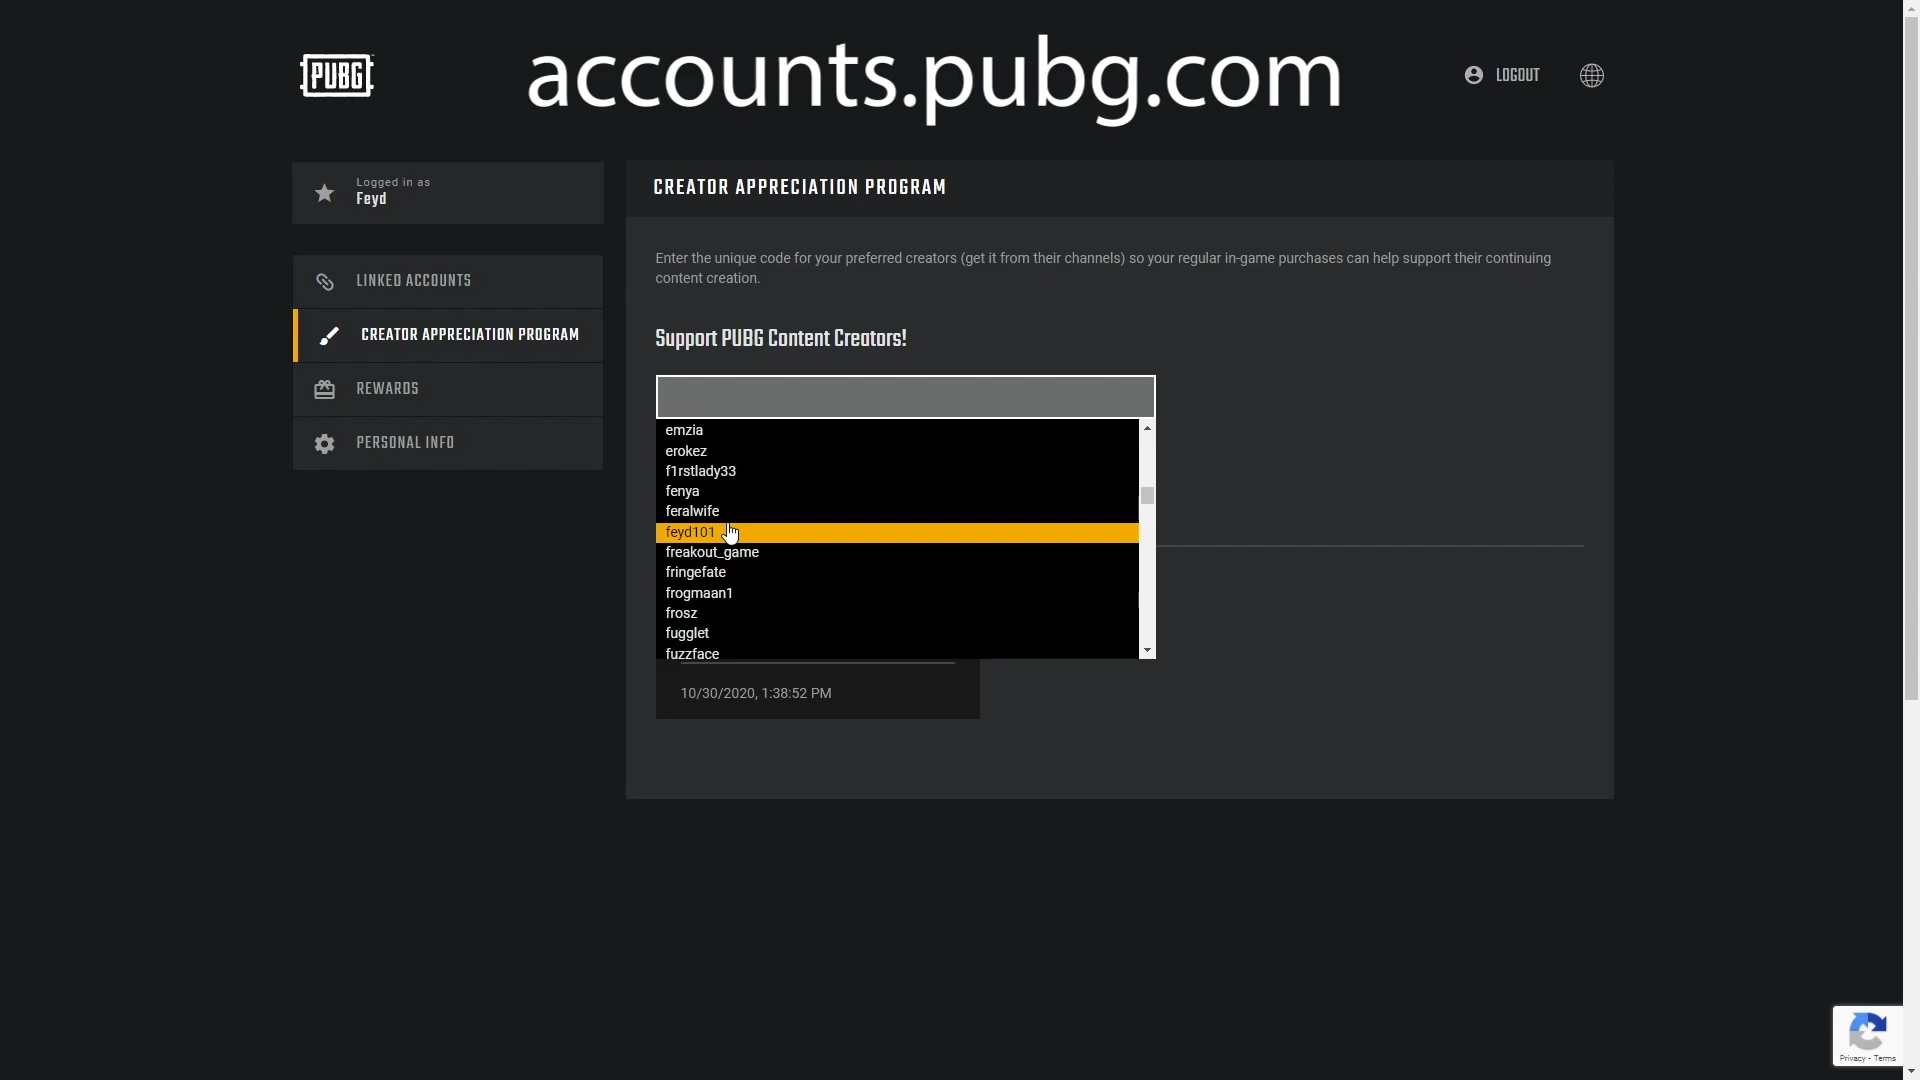 PUBG
accounts.pubg.com
LOGOUT
Logged in as
Feyd
LINKED ACCOUNTS
CREATOR APPRECIATION PROGRAM
REWARDS
PERSONAL INFO
CREATOR APPRECIATION PROGRAM
Enter the unique code for your preferred creators (get it from their channels) so your regular in-game purchases can help support their continuing
content creation.
Support PUBG Content Creators!
emzia
erokez
f1rstlady33
fenya
feralwife
feyd101
freakout_game
fringefate
frogmaan1
frosz
fugglet
fuzzface
10/30/2020, 1:38:52 PM
Privacy - Terms